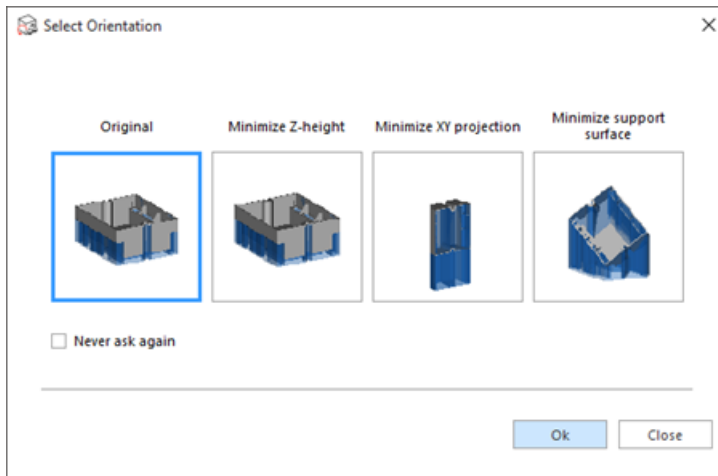 Select Orientation
Original
Minimize Z-height
Minimize XY projection
Minimize support
surface
Never ask again
Ok
Close